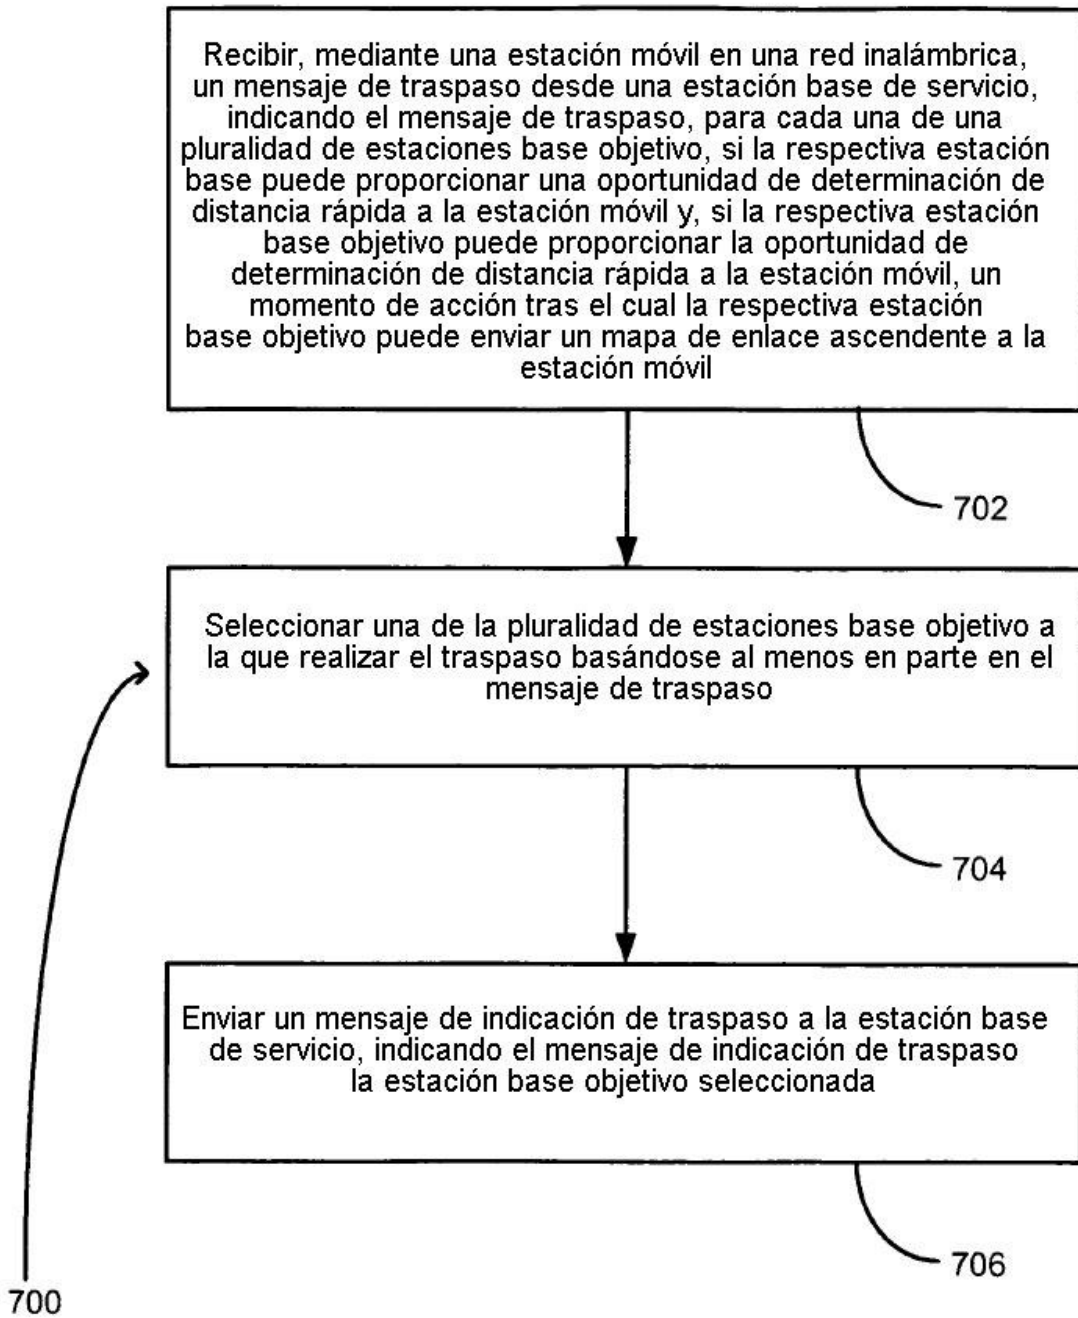 Recibir, mediante una estación móvil en una red inalámbrica,
un mensaje de traspaso desde una estación base de servicio,
indicando el mensaje de traspaso, para cada una de una
pluralidad de estaciones base objetivo, si la respectiva estación
base puede proporcionar una oportunidad de determinación de
distancia rápida a la estación móvil y, si la respectiva estación
base objetivo puede proporcionar la oportunidad de
determinación de distancia rápida a la estación móvil, un
momento de acción tras el cual la respectiva estación
base objetivo puede enviar un mapa de enlace ascendente a la
estación móvil
702
Seleccionar una de la pluralidad de estaciones base objetivo a
la que realizar el traspaso basándose al menos en parte en el
mensaje de traspaso
704
Enviar un mensaje de indicación de traspaso a la estación base
de servicio, indicando el mensaje de indicación de traspaso
la estación base objetivo seleccionada
706
700